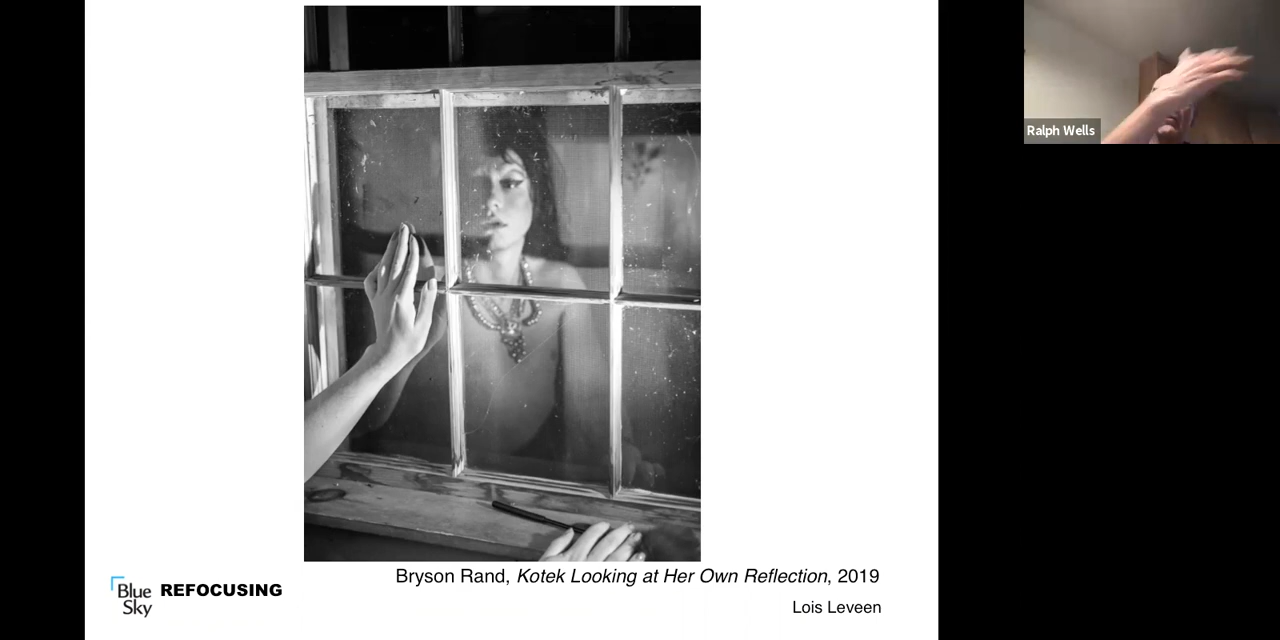 Ralph Wells
Bryson Rand, Kotek Looking at Her Own Reflection, 2019
Blue
Sky
REFOCUSING
Lois Leveen